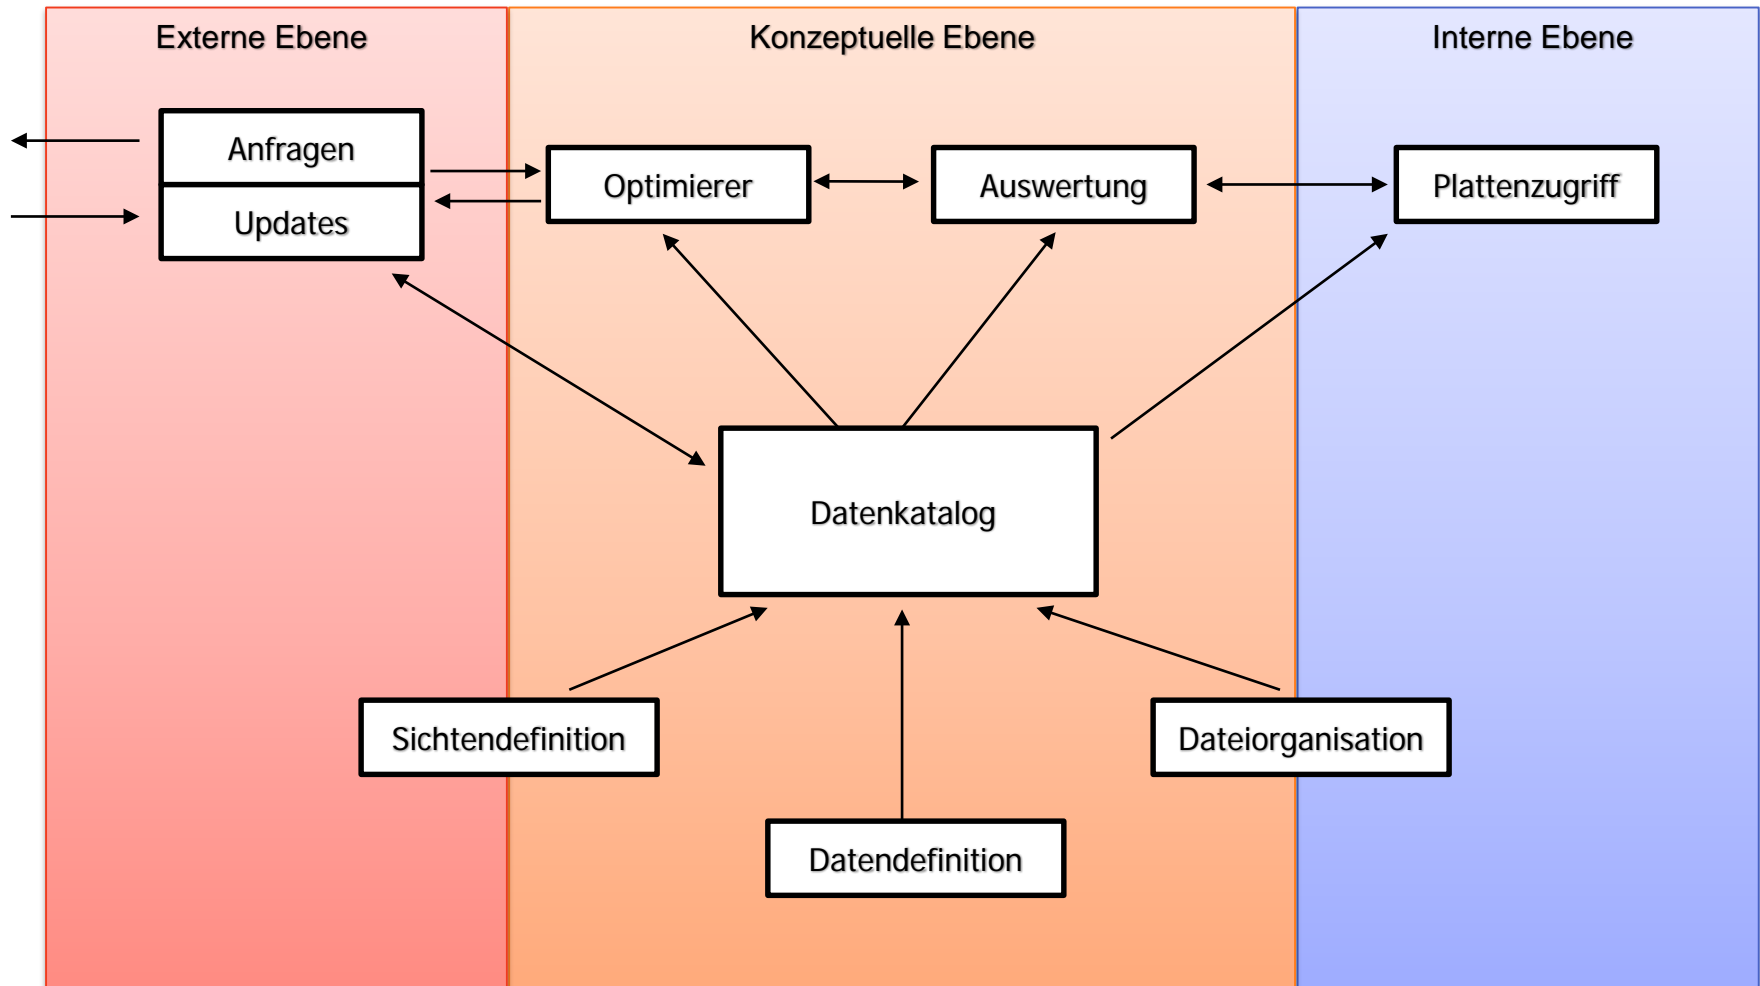 Externe Ebene
Konzeptuelle Ebene
Interne Ebene
Anfragen
Updates
Optimierer
Auswertung
Plattenzugriff
Datenkatalog
Sichtendefinition
Dateiorganisation
Datendefinition